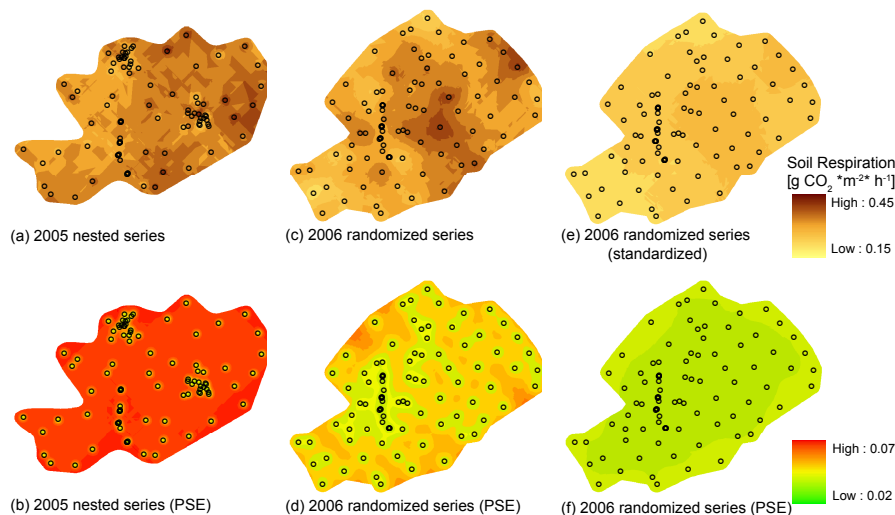 Soil Respiration
[g CO₂ *m⁻²* h⁻¹]
High : 0.45
Low : 0.15
(a) 2005 nested series
(c) 2006 randomized series
(e) 2006 randomized series
(standardized)
High : 0.07
Low : 0.02
(b) 2005 nested series (PSE)
(d) 2006 randomized series (PSE)
(f) 2006 randomized series (PSE)